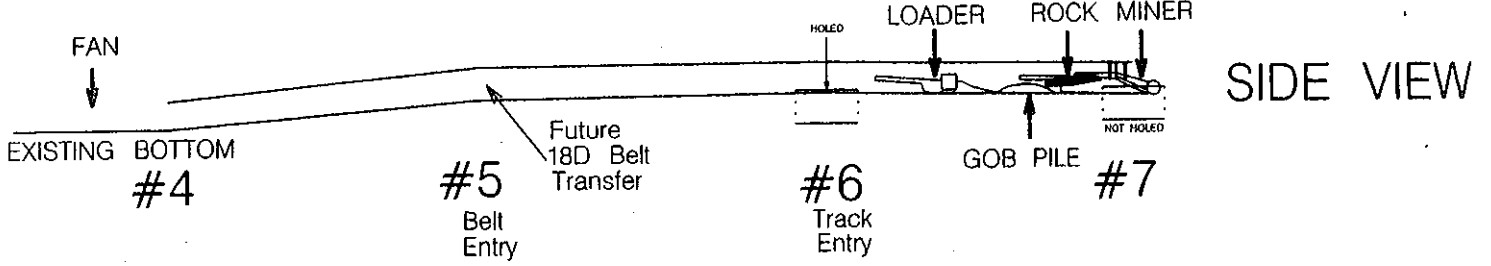 LOADER
ROCK MINER
HOLED
FAN
SIDE VIEW
NOT HOLED
Future
18D Belt
Transfer
EXISTING BOTTOM
GOB PILE
#4
#5
Belt
Entry
#6
Track
Entry
#7